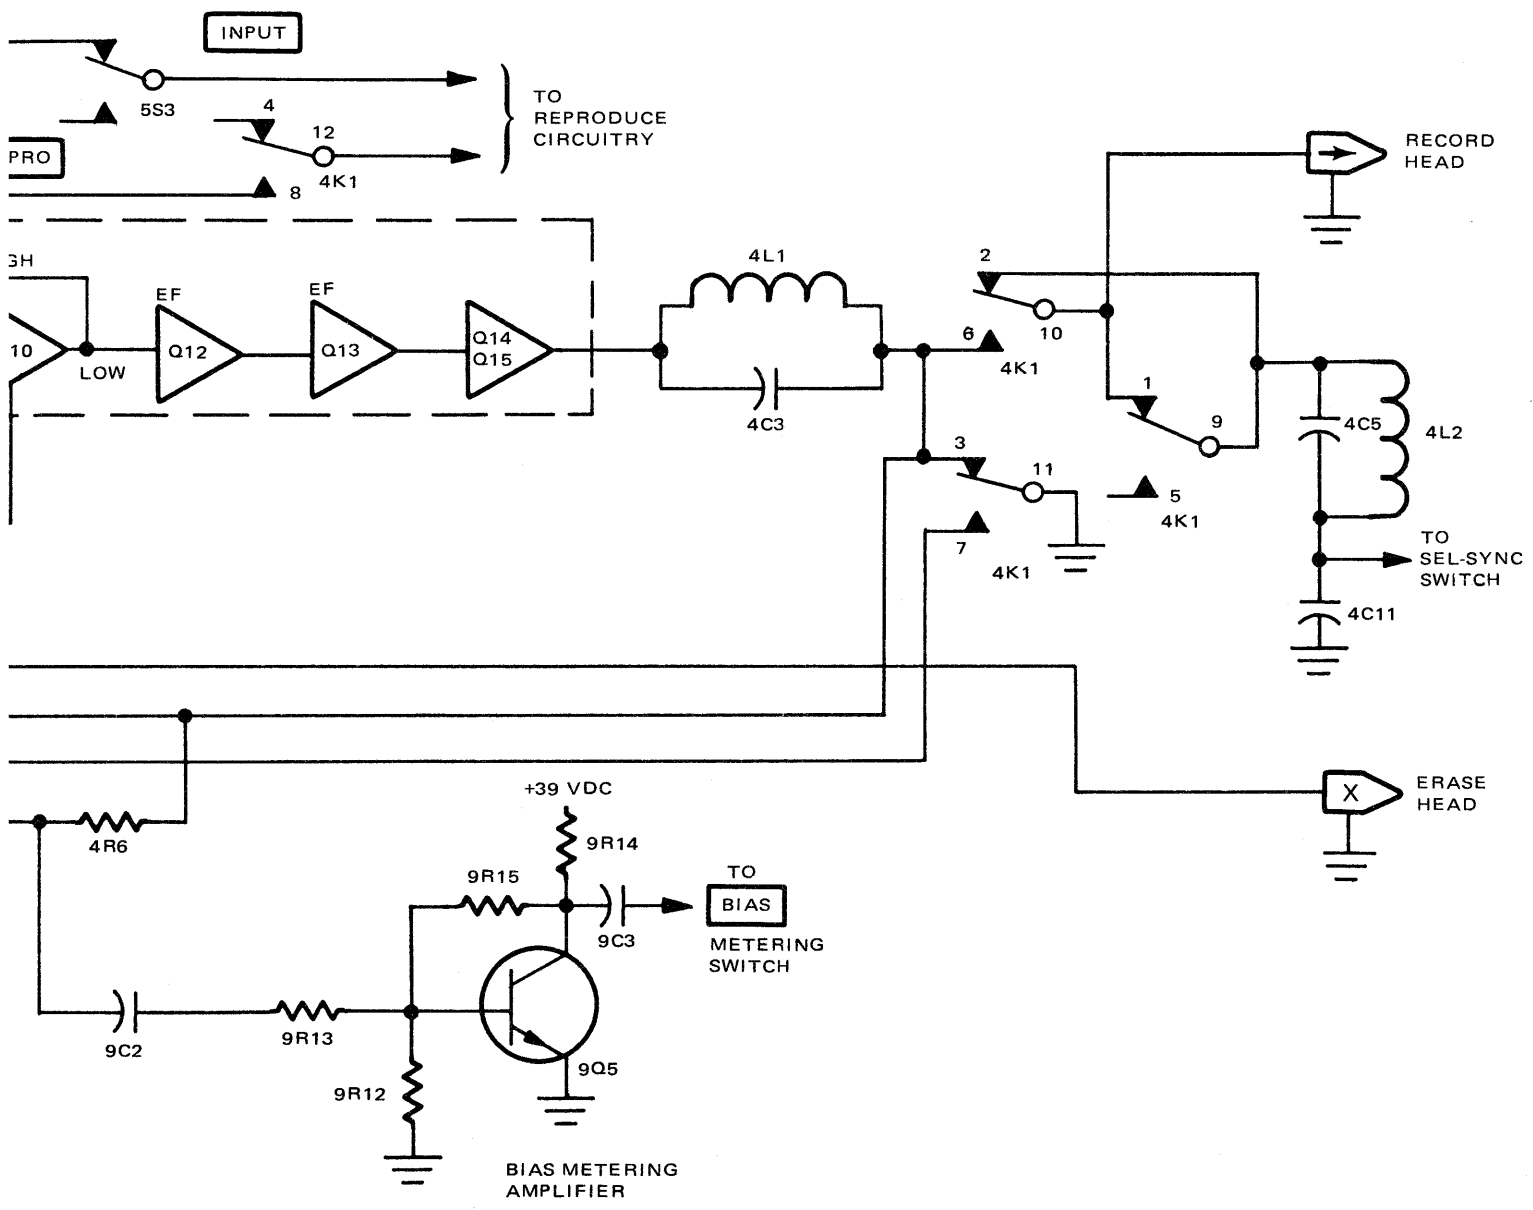 INPUT
5S3
4
12
4K1
8
PRO
TO
REPRODUCE
CIRCUITRY
RECORD
HEAD
GH
10
LOW
EF
Q12
EF
Q13
Q14
Q15
4L1
4C3
2
10
6
4K1
1
9
5
4K1
3
11
7
4K1
4C5
4L2
TO
SEL-SYNC
SWITCH
4C11
ERASE
HEAD
X
4R6
+39 VDC
9R14
9R15
9C3
TO
BIAS
METERING
SWITCH
9C2
9R13
9R12
9Q5
BIAS METERING
AMPLIFIER